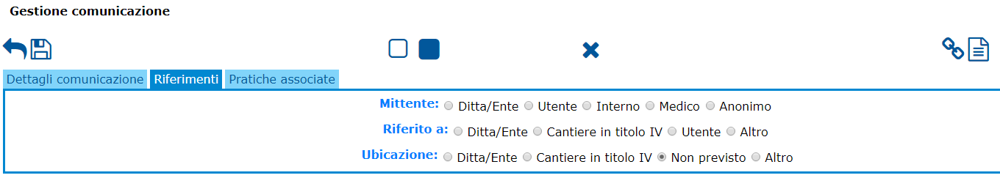 Gestione comunicazione
Dettagli comunicazione Riferimenti Pratiche associate
Mittente: Ditta/Ente Utente Interno Medico Anonimo
Riferito a: Ditta/Ente Cantiere in titolo IV Utente Altro
Ubicazione: Ditta/Ente Cantiere in titolo IV Non previsto Altro